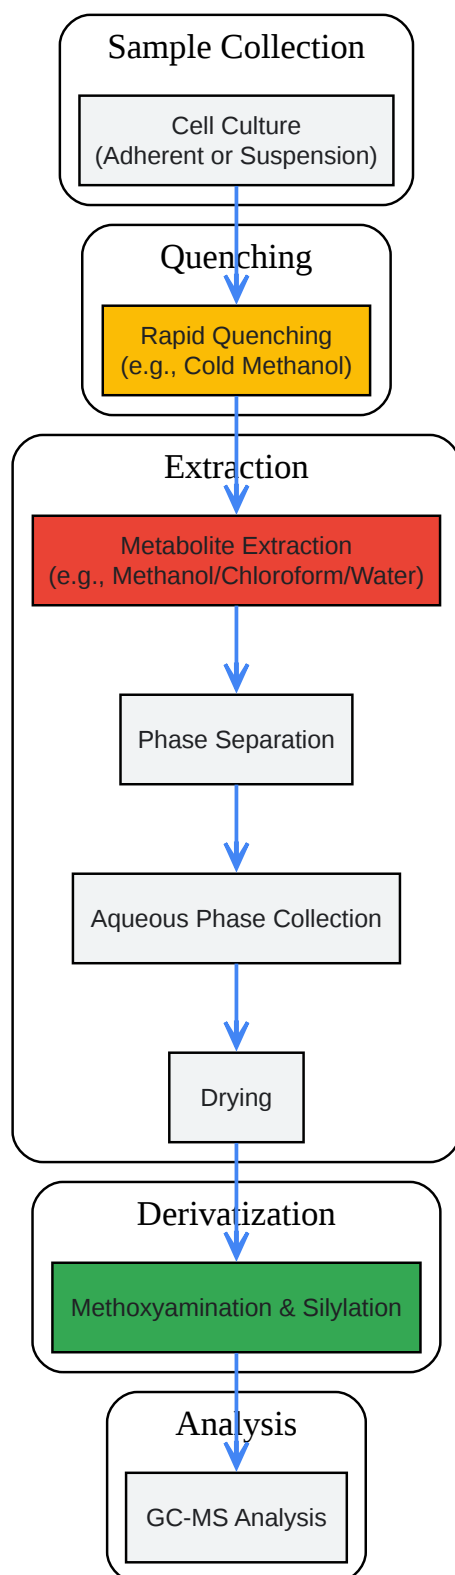 Sample Collection
Cell Culture
(Adherent or Suspension)
Quenching
Rapid Quenching
(e.g., Cold Methanol)
Extraction
Metabolite Extraction
(e.g., Methanol/Chloroform/Water)
Phase Separation
Aqueous Phase Collection
Drying
Derivatization
Methoxyamination & Silylation
Analysis
GC-MS Analysis